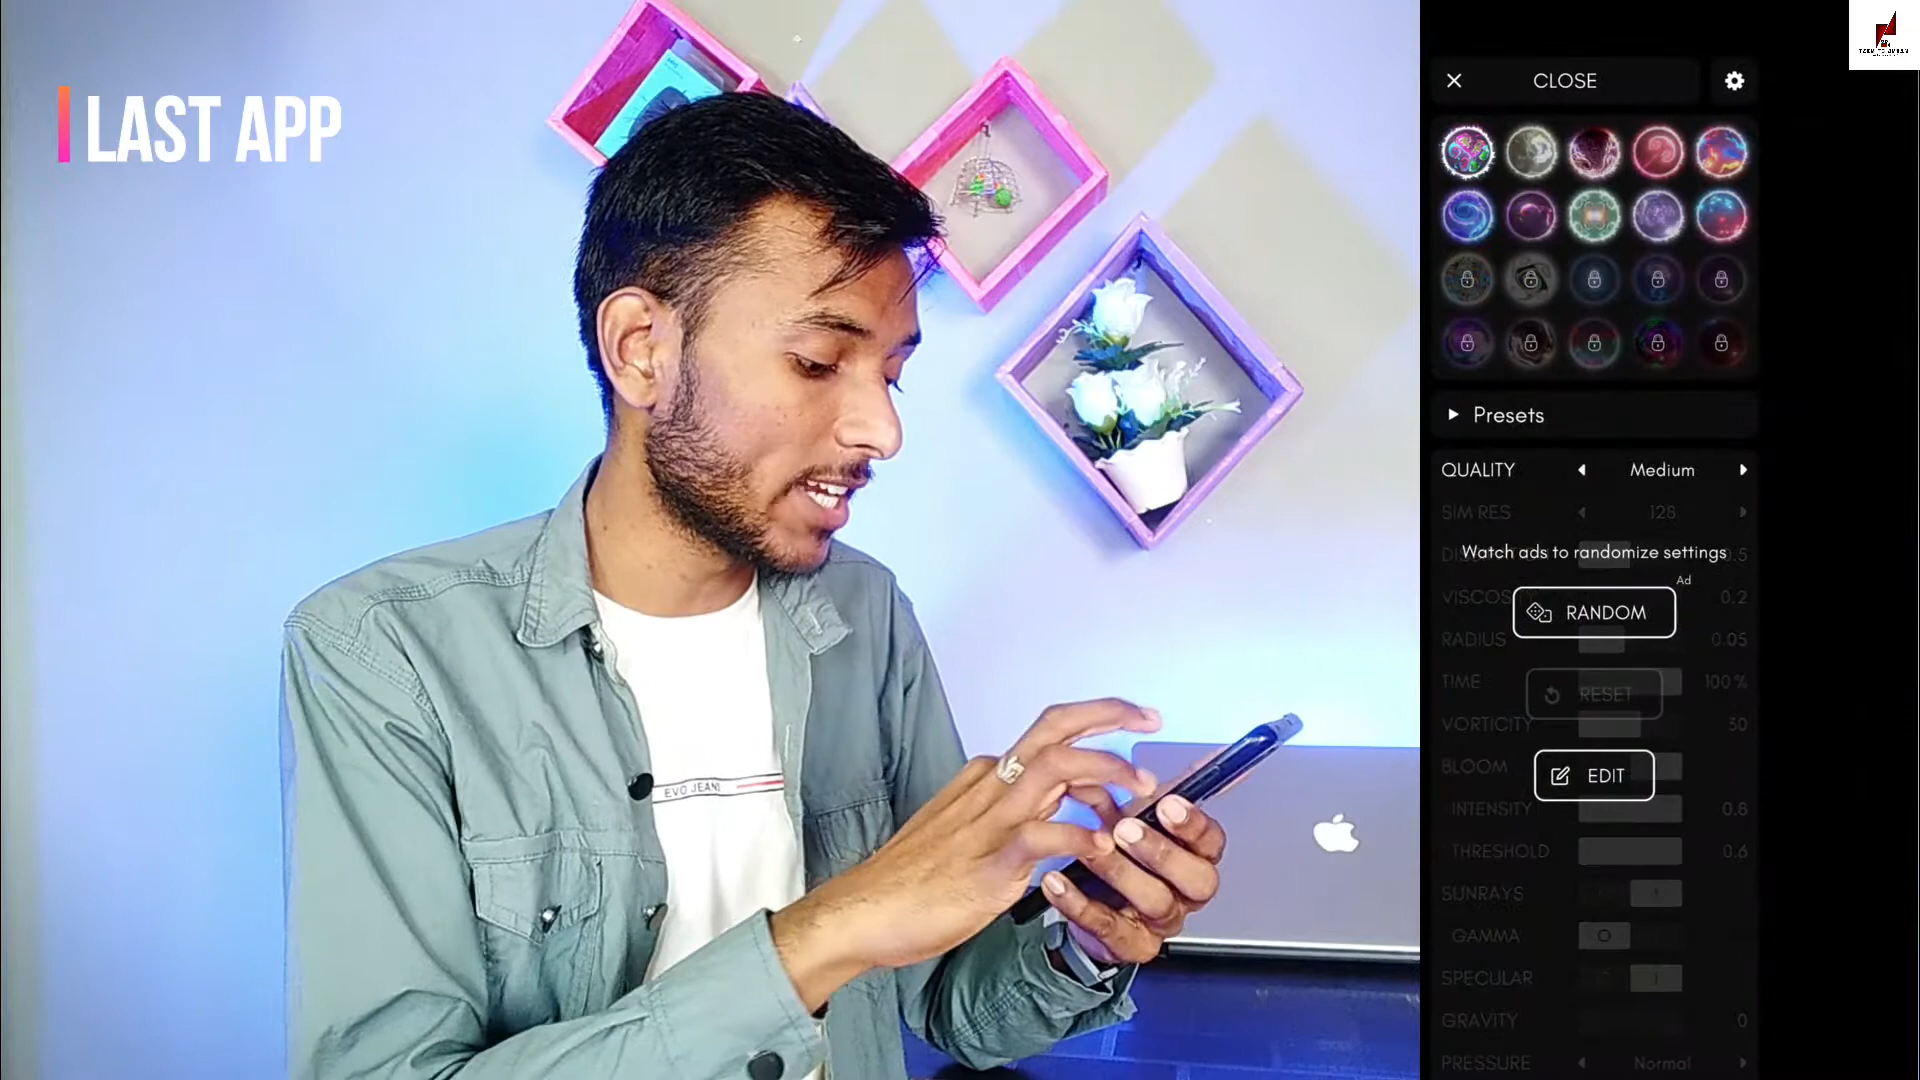 LAST APP
CLOSE
Presets
QUALITY Medium
SIM RES 128
Watch ads to randomize settings
Ad
VISCOS 0.2
RANDOM
RADIUS 0.05
TIME 100%
RESET
VORTICITY 30
BLOOM
EDIT
INTENSITY 0.8
THRESHOLD 0.6
SUNRAYS
GAMMA
SPECULAR
GRAVITY 0
PRESSURE Normal
EVO JEANS